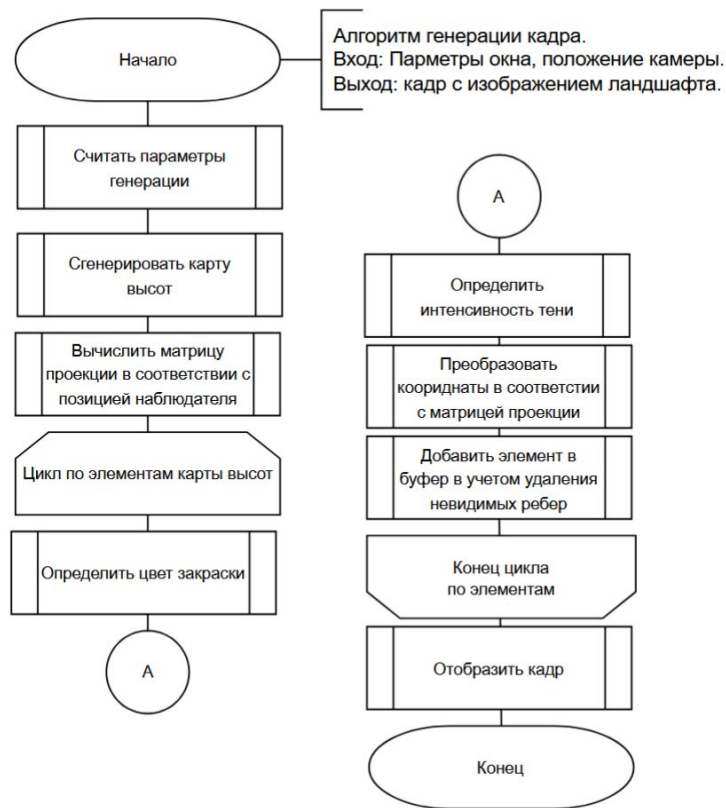 Начало
Алгоритм генерации кадра.
Вход: Парметры окна, положение камеры.
Выход: кадр с изображением ландшафта.
Считать параметры
генерации
Сгенерировать карту
высот
Вычислить матрицу
проекции в соответствии с
позицией наблюдателя
Цикл по элементам карты высот
Определить цвет закраски
А
А
Определить
интенсивность тени
Преобразовать
коориднаты в соответстии
с матрицей проекции
Добавить элемент в
буфер в учетом удаления
невидимых ребер
Конец цикла
по элементам
Отобразить кадр
Конец